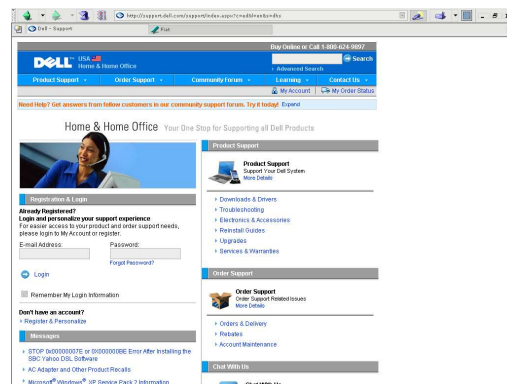 http://support.dell.com/support/index.aspx?c=us&l=en&s=dhs
Dell - Support
Flat
Buy Online or Call 1-800-624-9897
DELL™ USA
Home & Home Office
Search
Advanced Search
Product Support
Order Support
Community Forum
Learning
Contact Us
My Account
My Order Status
Need Help? Get answers from fellow customers in our community support forum. Try it today! Expand
Home & Home Office Your One Stop for Supporting all Dell Products
Registration & Login
Already Registered?
Login and personalize your support experience
For easier access to your product and order support needs,
please login to My Account or register.
E-mail Address:
Password:
Forgot Password?
Login
Remember My Login Information
Don't have an account?
Register & Personalize
Messages
STOP 0x00000007E or 0X000000BE Error After Installing the
SBC Yahoo DSL Software
AC Adapter and Other Product Recalls
Microsoft® Windows® XP Service Pack 2 Information
Product Support
Product Support
Support Your Dell System
More Details
Downloads & Drivers
Troubleshooting
Electronics & Accessories
Reinstall Guides
Upgrades
Services & Warranties
Order Support
Order Support
Order Support Related Issues
More Details
Orders & Delivery
Rebates
Account Maintenance
Chat With Us
Chat With Us